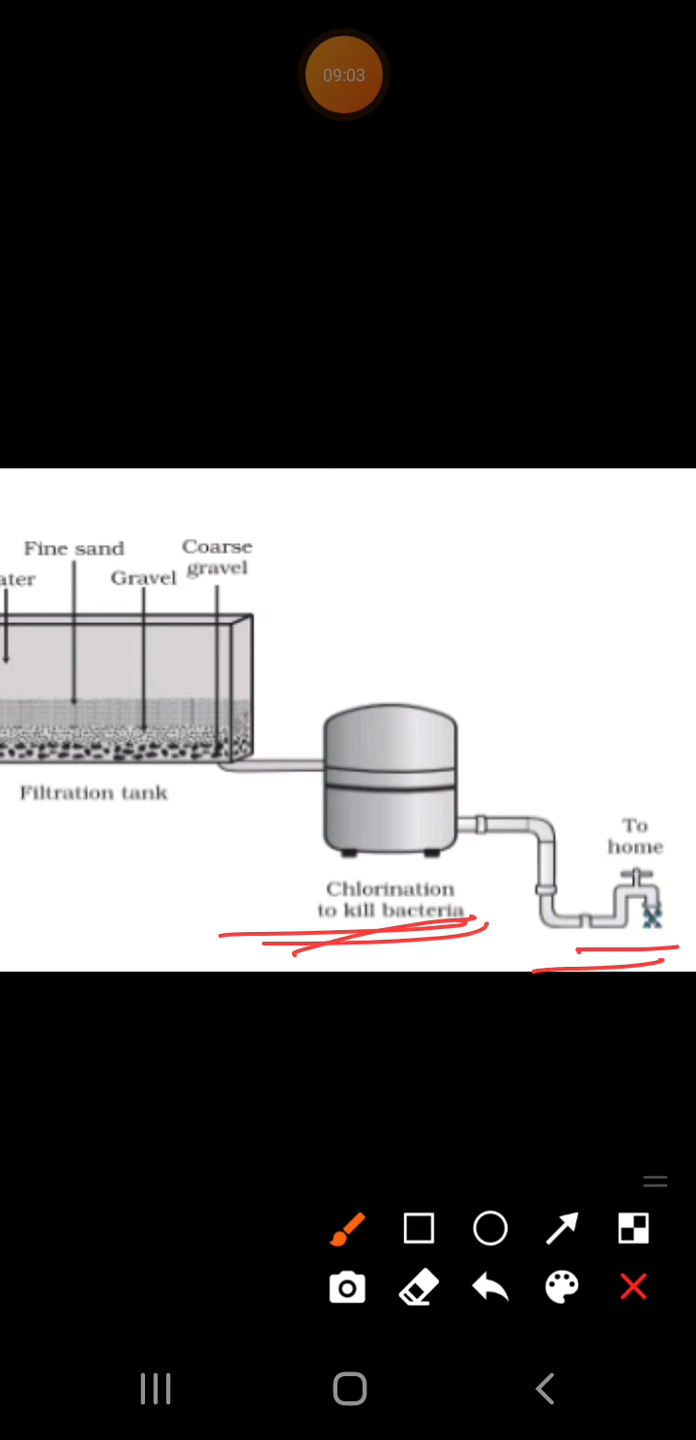 09:03
Fine sand
Coarse
gravel
ater
Gravel
Filtration tank
To
home
Chlorination
to kill bacteria